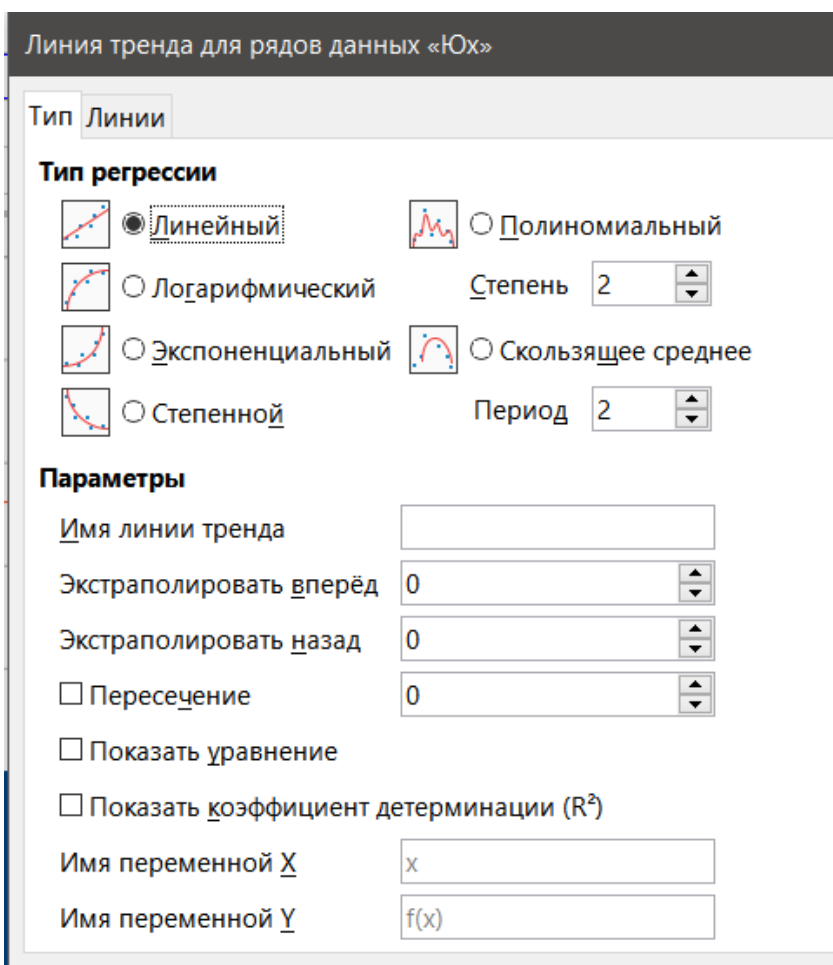 Линия тренда для рядов данных «Юх»
Тип Линии
Тип регрессии
Линейный Полиномиальный
Логарифмический Степень 2
Экспоненциальный Скользящее среднее
Степенной Период 2
Параметры
Имя линии тренда
Экстраполировать вперёд 0
Экстраполировать назад 0
Пересечение 0
Показать уравнение
Показать коэффициент детерминации (R²)
Имя переменной X x
Имя переменной Y f(x)